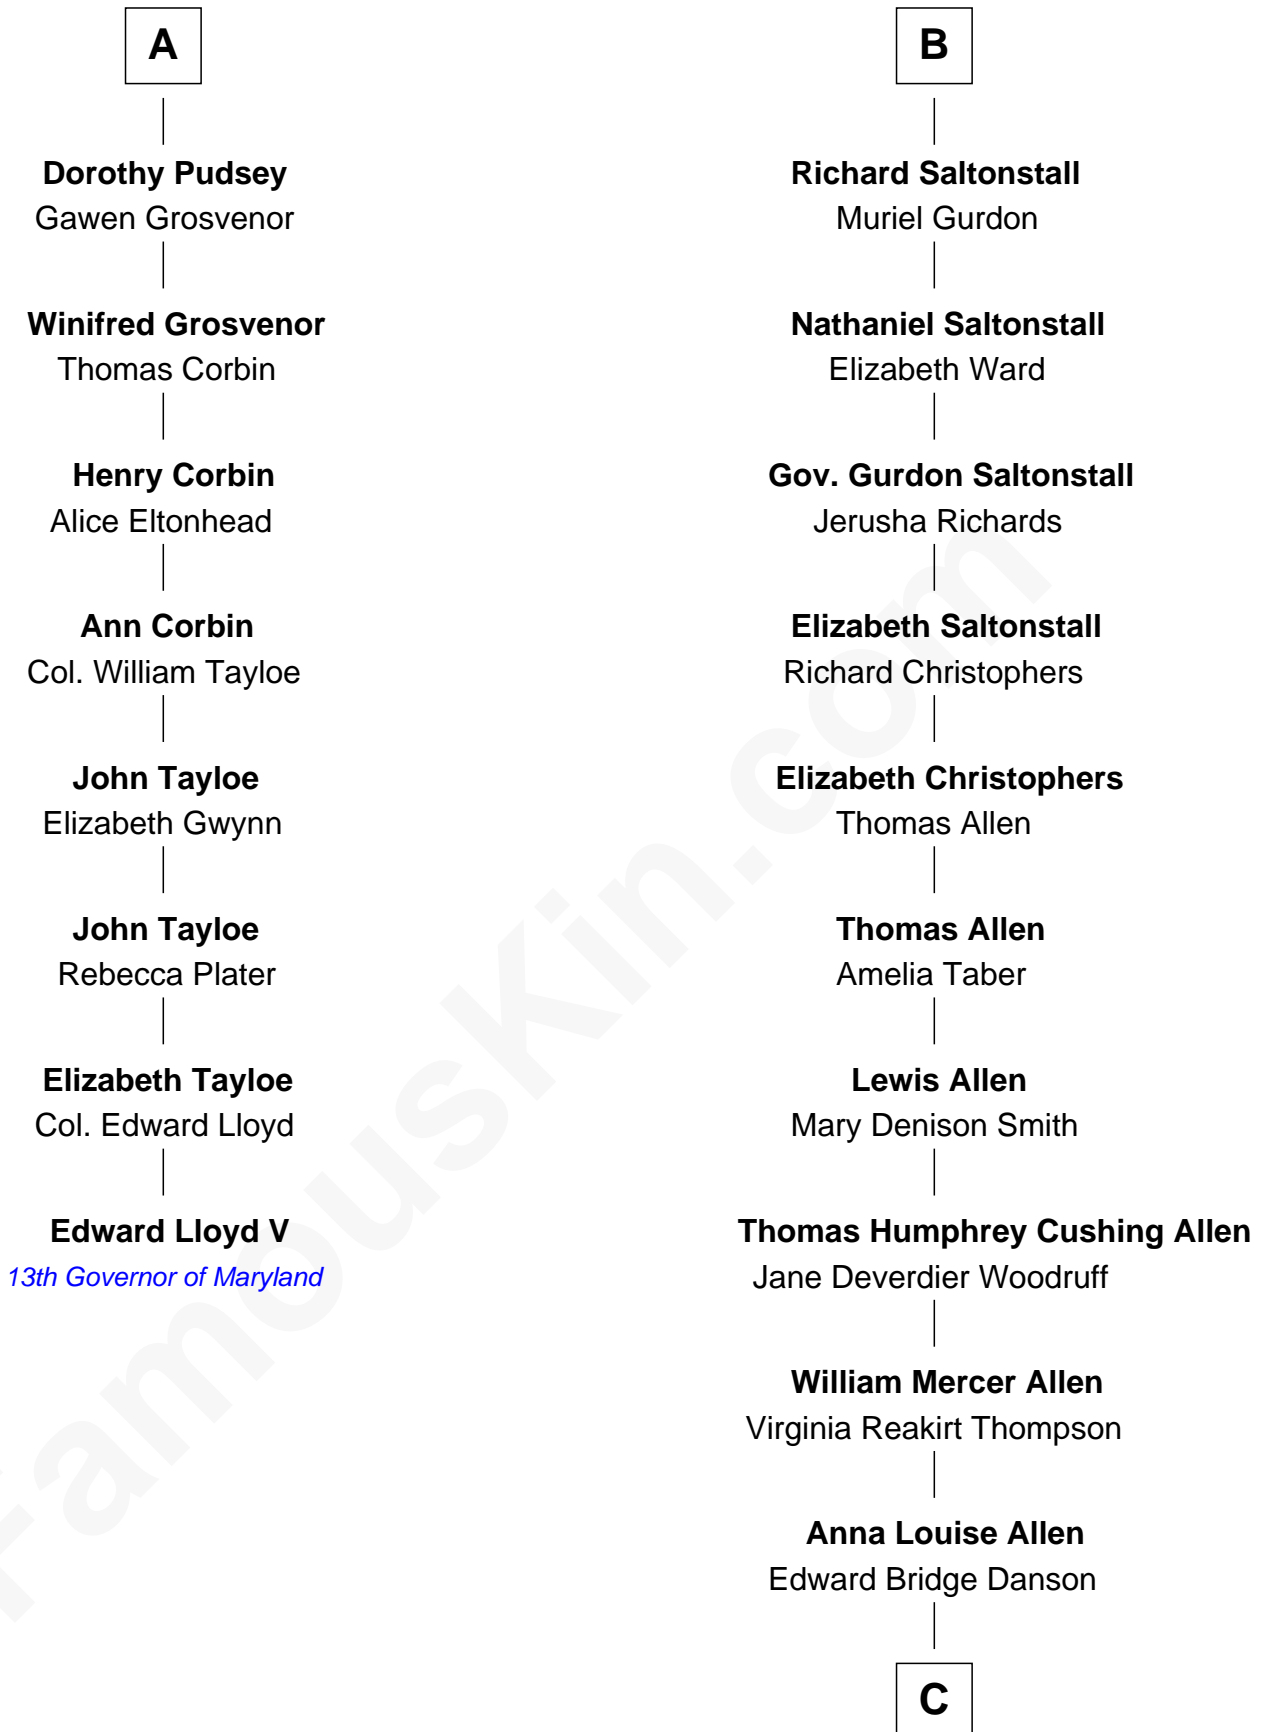 A
Dorothy Pudsey
Gawen Grosvenor
Winifred Grosvenor
Thomas Corbin
Henry Corbin
Alice Eltonhead
Ann Corbin
Col. William Tayloe
John Tayloe
Elizabeth Gwynn
John Tayloe
Rebecca Plater
Elizabeth Tayloe
Col. Edward Lloyd
Edward Lloyd V
13th Governor of Maryland
B
Richard Saltonstall
Muriel Gurdon
Nathaniel Saltonstall
Elizabeth Ward
Gov. Gurdon Saltonstall
Jerusha Richards
Elizabeth Saltonstall
Richard Christophers
Elizabeth Christophers
Thomas Allen
Thomas Allen
Amelia Taber
Lewis Allen
Mary Denison Smith
Thomas Humphrey Cushing Allen
Jane Deverdier Woodruff
William Mercer Allen
Virginia Reakirt Thompson
Anna Louise Allen
Edward Bridge Danson
C
FamousKin.com